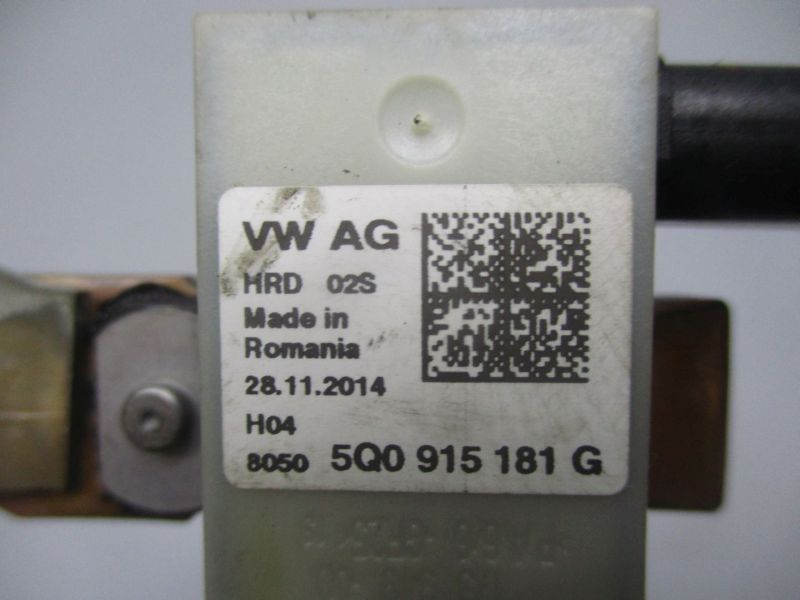 VW AG
HRD 02S
Made in
Romania
28.11.2014
H04
8050 5Q0 915 181 G